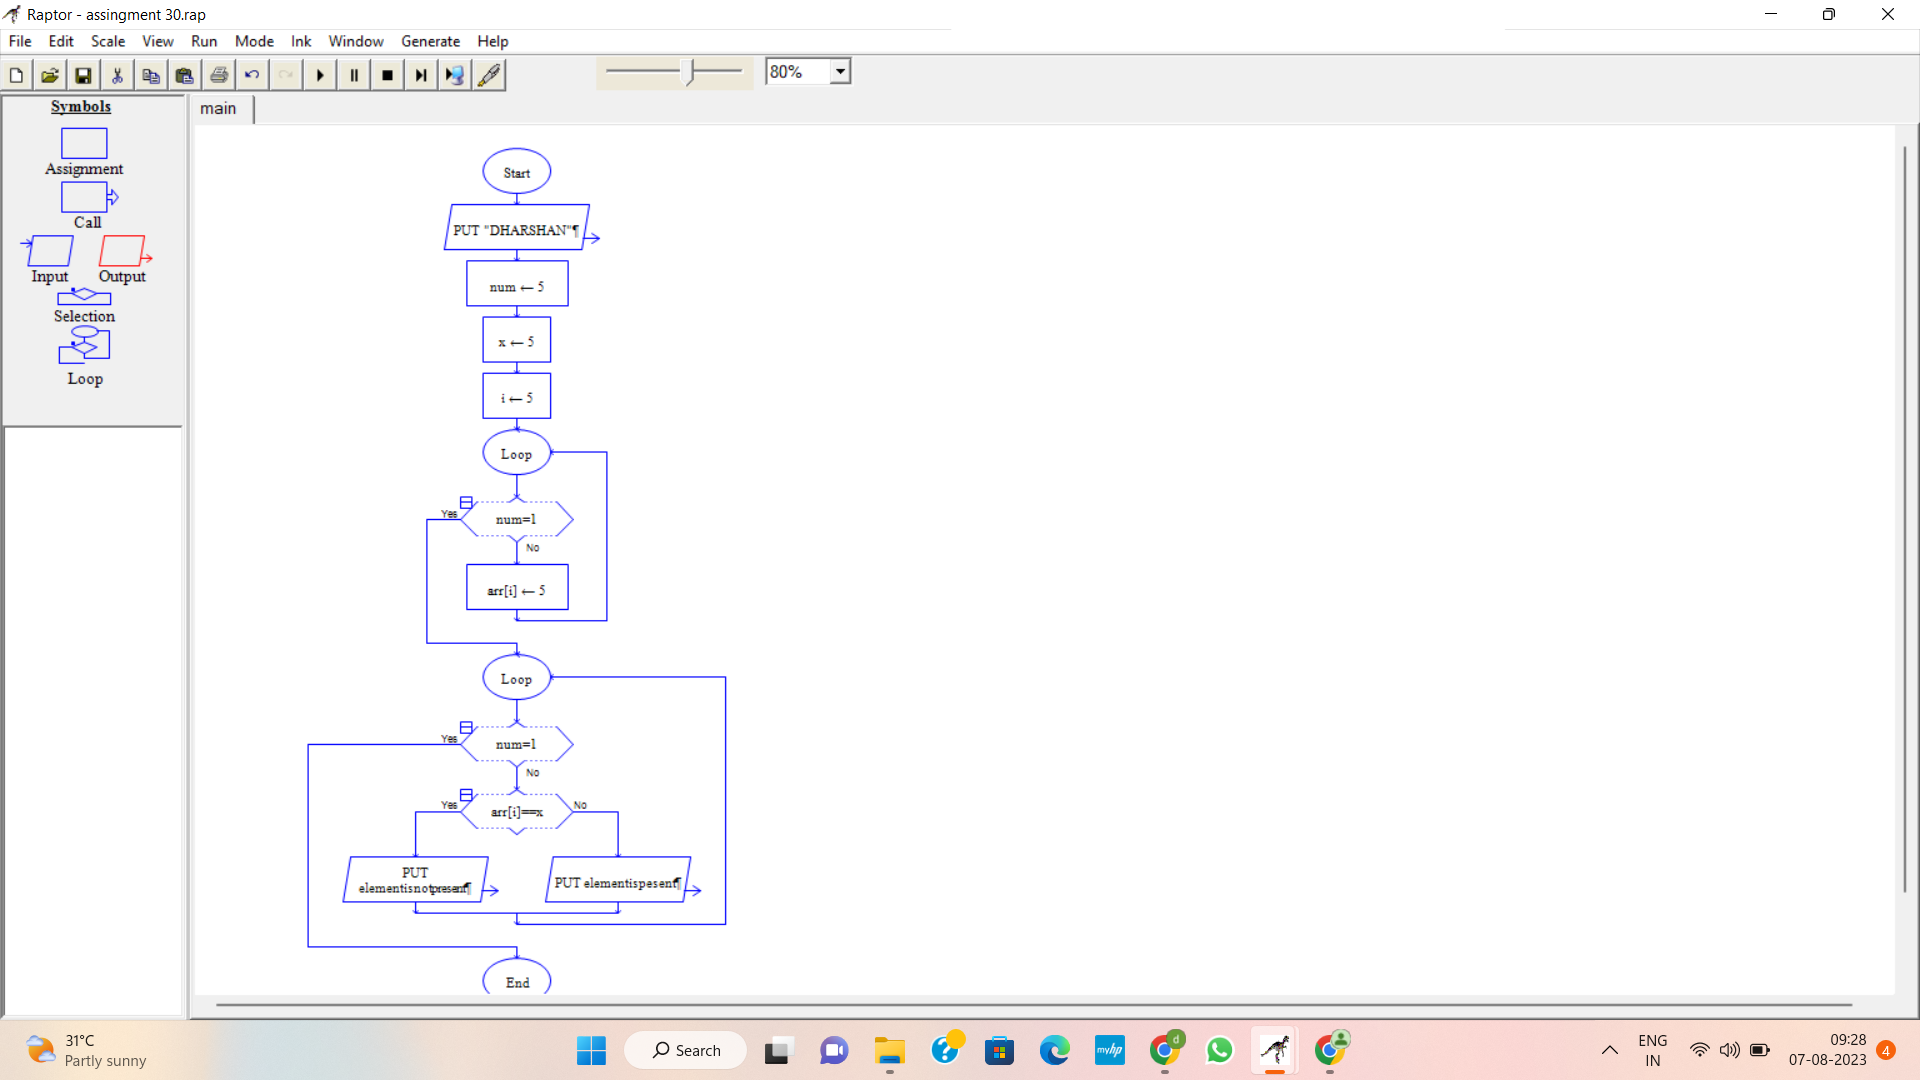 Raptor - assingment 30.rap
File Edit Scale View Run Mode Ink Window Generate Help
80%
Symbols
main
Assignment
Call
Input Output
Selection
Loop
Start
PUT "DHARSHAN"¶
num ← 5
x ← 5
i ← 5
Loop
Yes
num=1
No
arr[i] ← 5
Loop
Yes
num=1
No
Yes
arr[i]==x
No
PUT
elementisnotpresent¶
PUT elementispesent¶
End
31°C
Partly sunny
Search
myhp
d
ENG
IN
09:28
07-08-2023
4